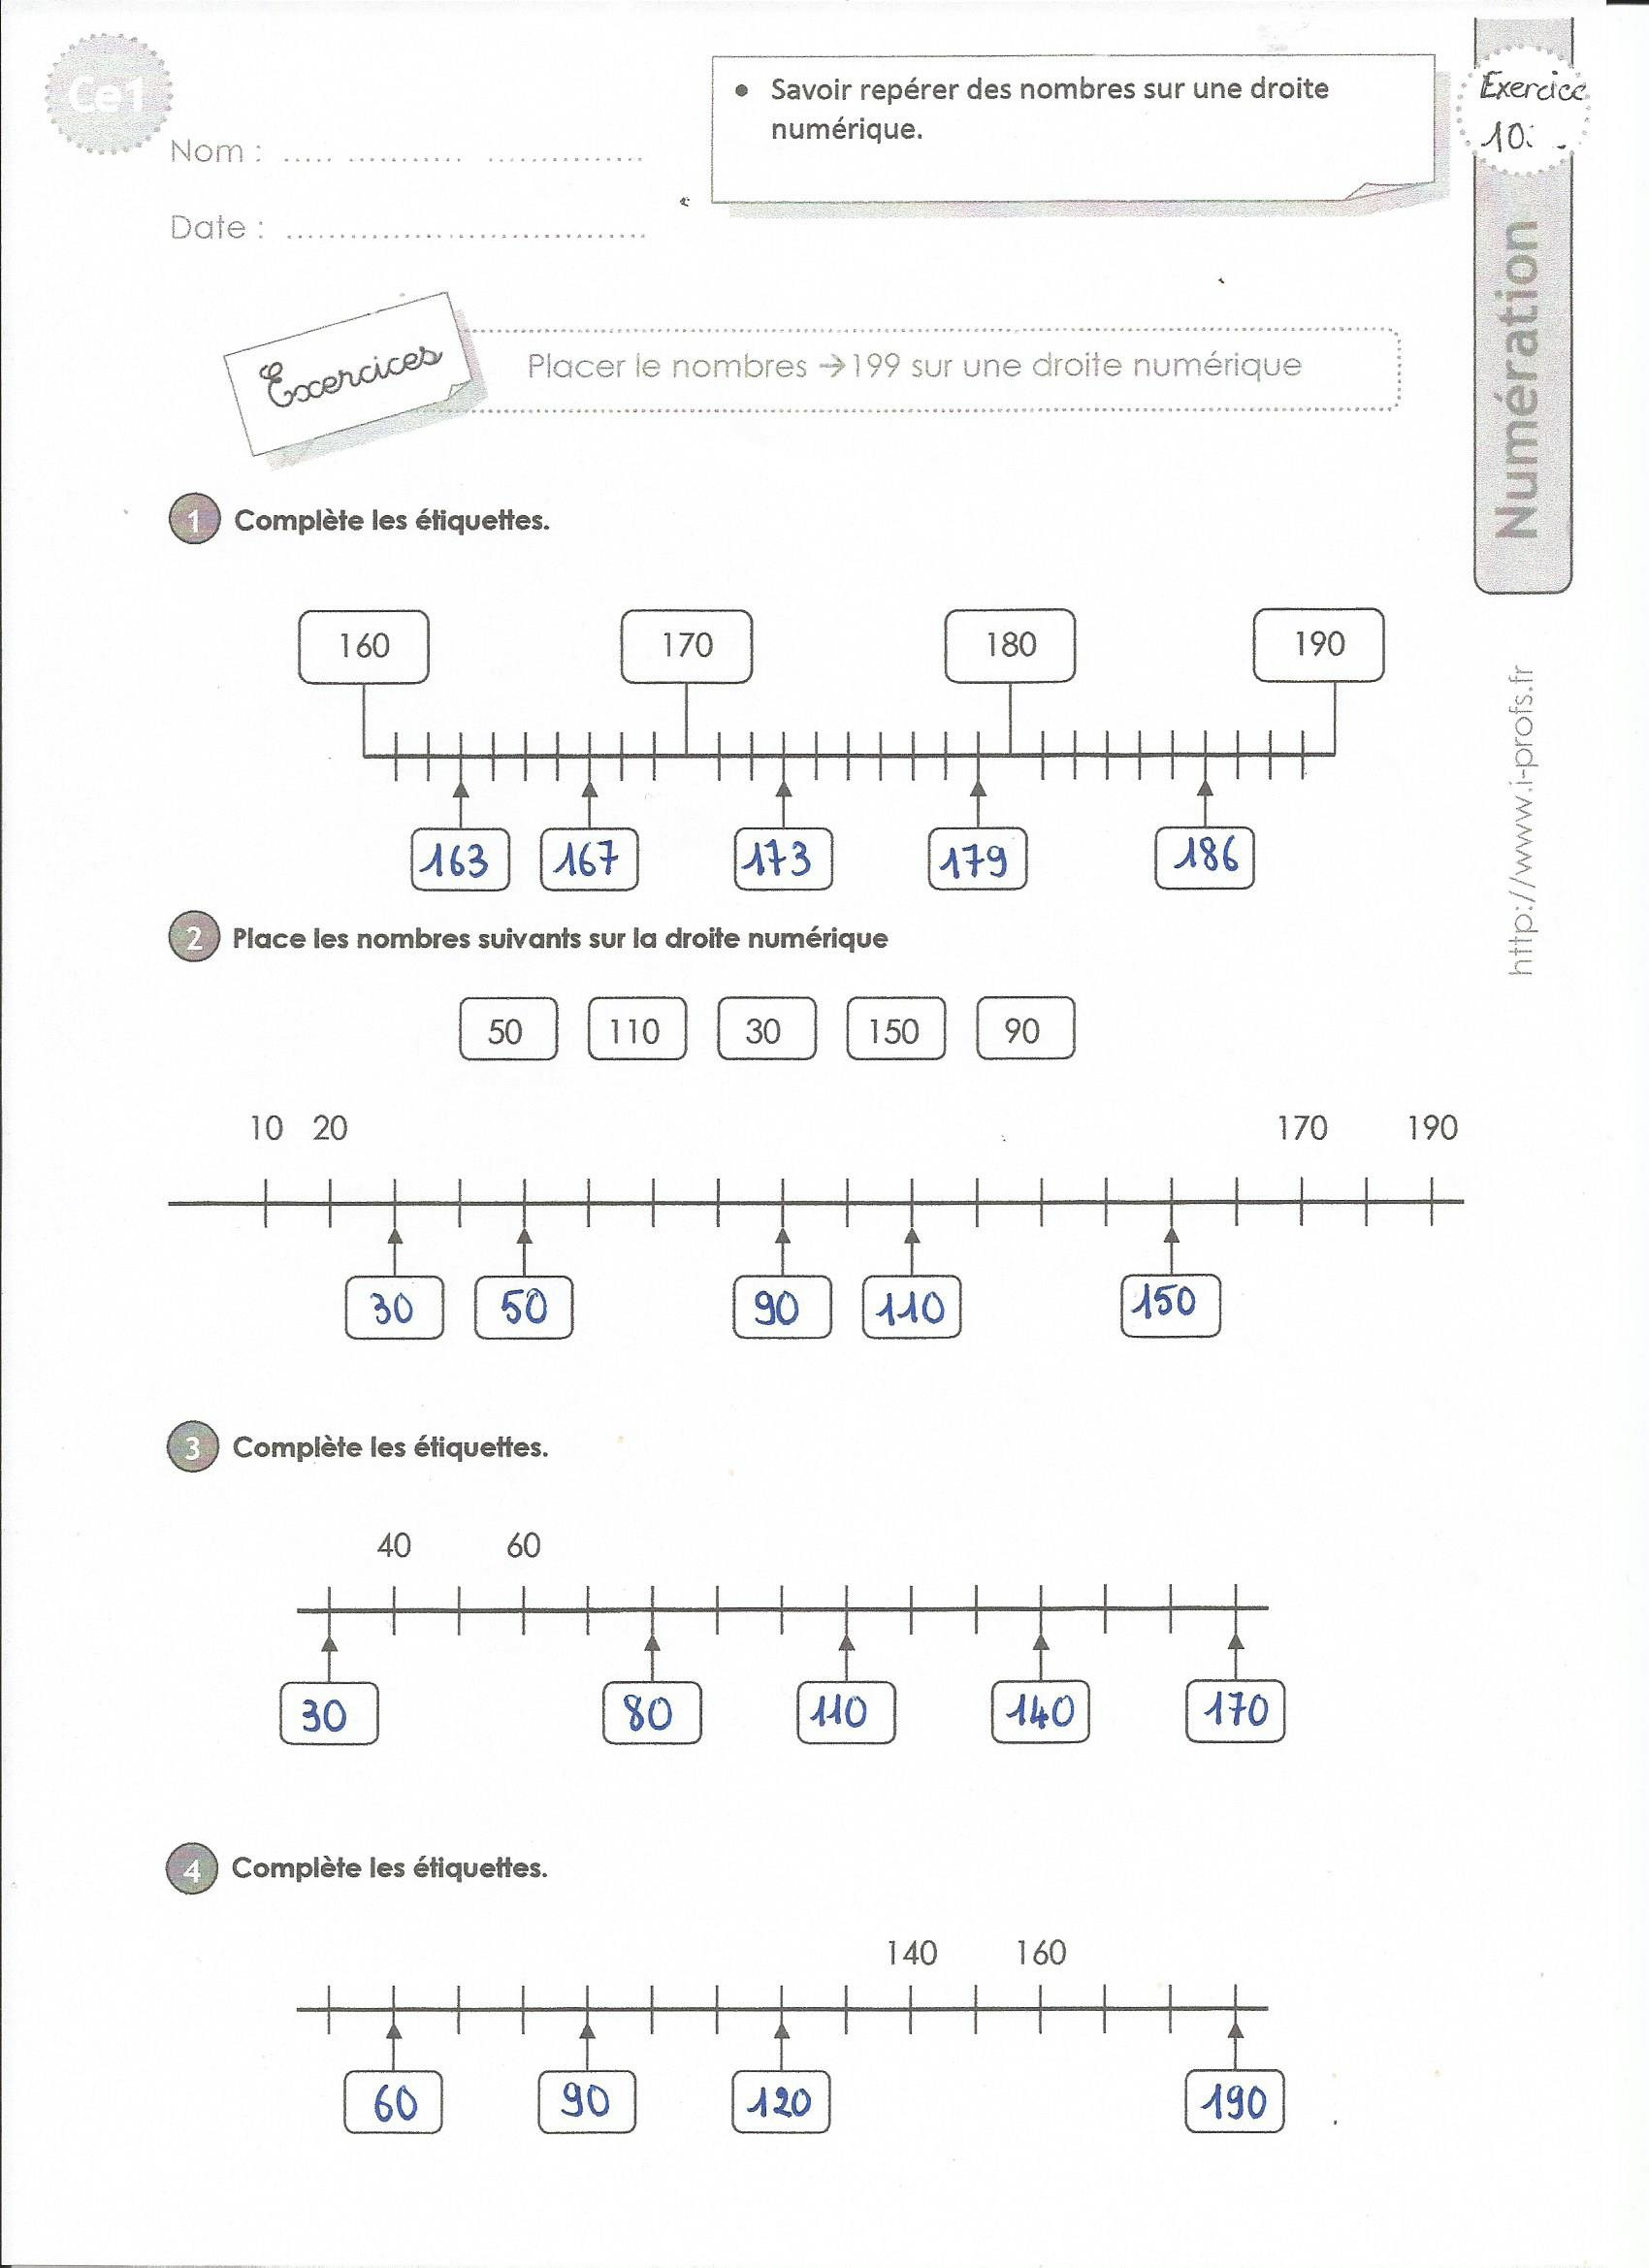 Ce1
Savoir repérer des nombres sur une droite
numérique.
Exercice
10.
Nom : ..... ........... ...............
Date : ...................................
Numération
http://www.i-profs.fr
Exercices
Placer le nombres →199 sur une droite numérique
1 Complète les étiquettes.
160 170 180 190
163 167 173 179 186
2 Place les nombres suivants sur la droite numérique
50 110 30 150 90
10 20 170 190
30 50 90 110 150
3 Complète les étiquettes.
40 60
30 80 110 140 170
4 Complète les étiquettes.
140 160
60 90 120 190